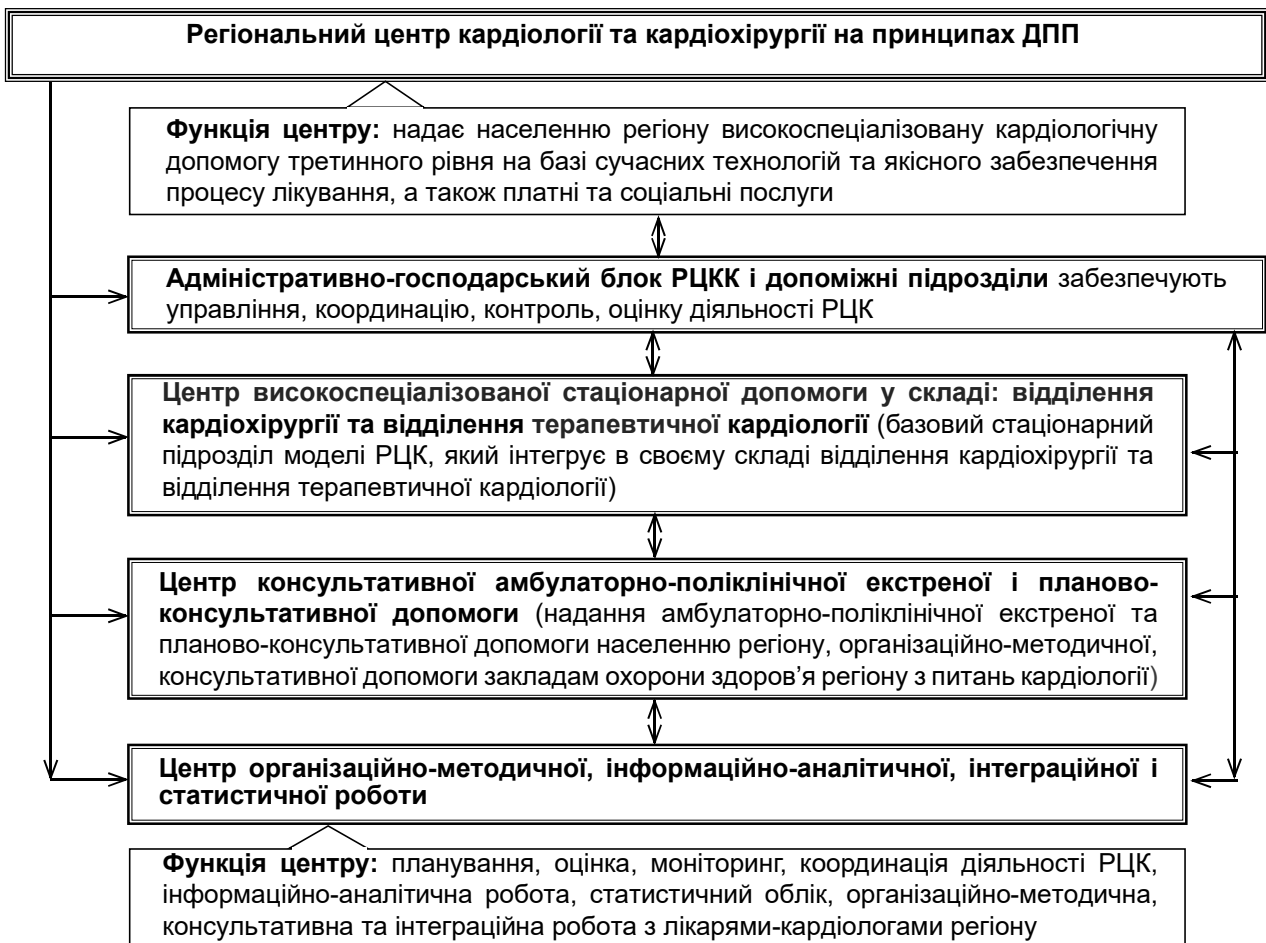 Регіональний центр кардіології та кардіохірургії на принципах ДПП
Функція центру: надає населенню регіону високоспеціалізовану кардіологічну
допомогу третинного рівня на базі сучасних технологій та якісного забезпечення
процесу лікування, а також платні та соціальні послуги
Адміністративно-господарський блок РЦКК і допоміжні підрозділи забезпечують
управління, координацію, контроль, оцінку діяльності РЦК
Центр високоспеціалізованої стаціонарної допомоги у складі: відділення
кардіохірургії та відділення терапевтичної кардіології (базовий стаціонарний
підрозділ моделі РЦК, який інтегрує в своєму складі відділення кардіохірургії та
відділення терапевтичної кардіології)
Центр консультативної амбулаторно-поліклінічної екстреної і планово-
консультативної допомоги (надання амбулаторно-поліклінічної екстреної та
планово-консультативної допомоги населенню регіону, організаційно-методичної,
консультативної допомоги закладам охорони здоров'я регіону з питань кардіології)
Центр організаційно-методичної, інформаційно-аналітичної, інтеграційної і
статистичної роботи
Функція центру: планування, оцінка, моніторинг, координація діяльності РЦК,
інформаційно-аналітична робота, статистичний облік, організаційно-методична,
консультативна та інтеграційна робота з лікарями-кардіологами регіону